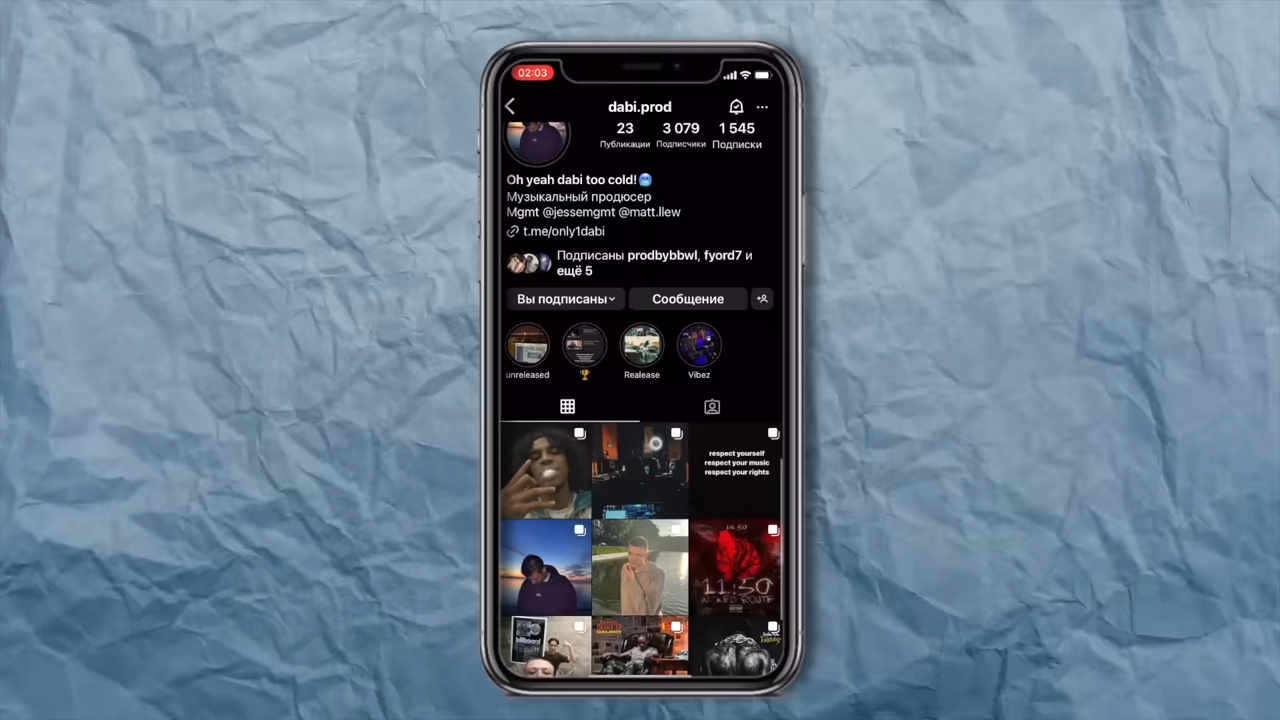 02:03
dabi.prod
23 3 079 1 545
Публикации Подписчики Подписки
Oh yeah dabi too cold!🥶
Музыкальный продюсер
Mgmt @jessemgmt @matt.llew
t.me/only1dabi
Подписаны prodbybbwl, fyord7 и
ещё 5
Вы подписаны Сообщение
unreleased 🏆 Realease Vibez
respect yourself
respect your music
respect your rights
11:30
billboard